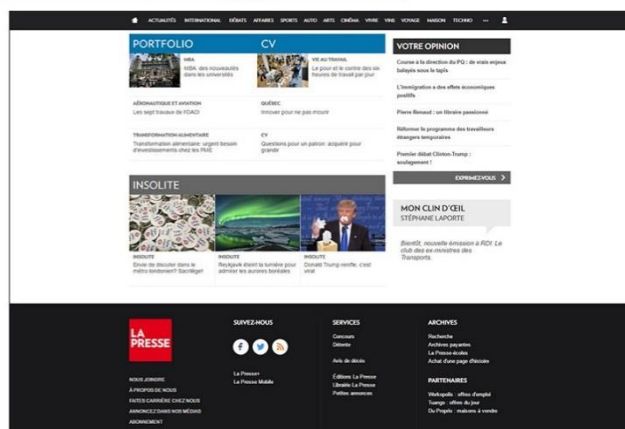 ACTUALITÉS INTERNATIONAL DÉBATS AFFAIRES SPORTS AUTO ARTS CINÉMA VIVRE VINS VOYAGE MAISON TECHNO
PORTFOLIO
MBA
MBA: des nouveautés
dans les universités
AÉRONAUTIQUE ET AVIATION
Les sept travaux de l'OACI
TRANSFORMATION ALIMENTAIRE
Transformation alimentaire: urgent besoin
d'investissements chez les PME
CV
VIE AU TRAVAIL
Le pour et le contre des six
heures de travail par jour
QUÉBEC
Innover pour ne pas mourir
CV
Questions pour un patron: acquérir pour
grandir
VOTRE OPINION
Course à la direction du PQ : de vrais enjeux
balayés sous le tapis
L'immigration a des effets économiques
positifs
Pierre Renaud : un libraire passionné
Réformer le programme des travailleurs
étrangers temporaires
Premier débat Clinton-Trump :
soulagement !
EXPRIMEZ-VOUS
INSOLITE
INSOLITE
Envie de discuter dans le
métro londonien? Sacrilège!
INSOLITE
Reykjavik éteint la lumière pour
admirer les aurores boréales
INSOLITE
Donald Trump renifle, c'est
viral
MON CLIN D'ŒIL
STÉPHANE LAPORTE
Bientôt, nouvelle émission à RDI: Le
club des ex-ministres des
Transports.
LA
PRESSE
NOUS JOINDRE
À PROPOS DE NOUS
FAITES CARRIÈRE CHEZ NOUS
ANNONCEZ DANS NOS MÉDIAS
ABONNEMENT
SUIVEZ-NOUS
La Presse+
La Presse Mobile
SERVICES
Concours
Détente
Avis de décès
Éditions La Presse
Librairie La Presse
Petites annonces
ARCHIVES
Recherche
Archives payantes
La Presse-écoles
Achat d'une page d'histoire
PARTENAIRES
Workopolis : offres d'emploi
Tuango : offres du jour
Du Proprio : maisons à vendre